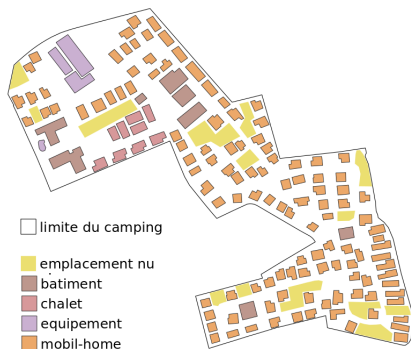 limite du camping
emplacement nu
batiment
chalet
equipement
mobil-home